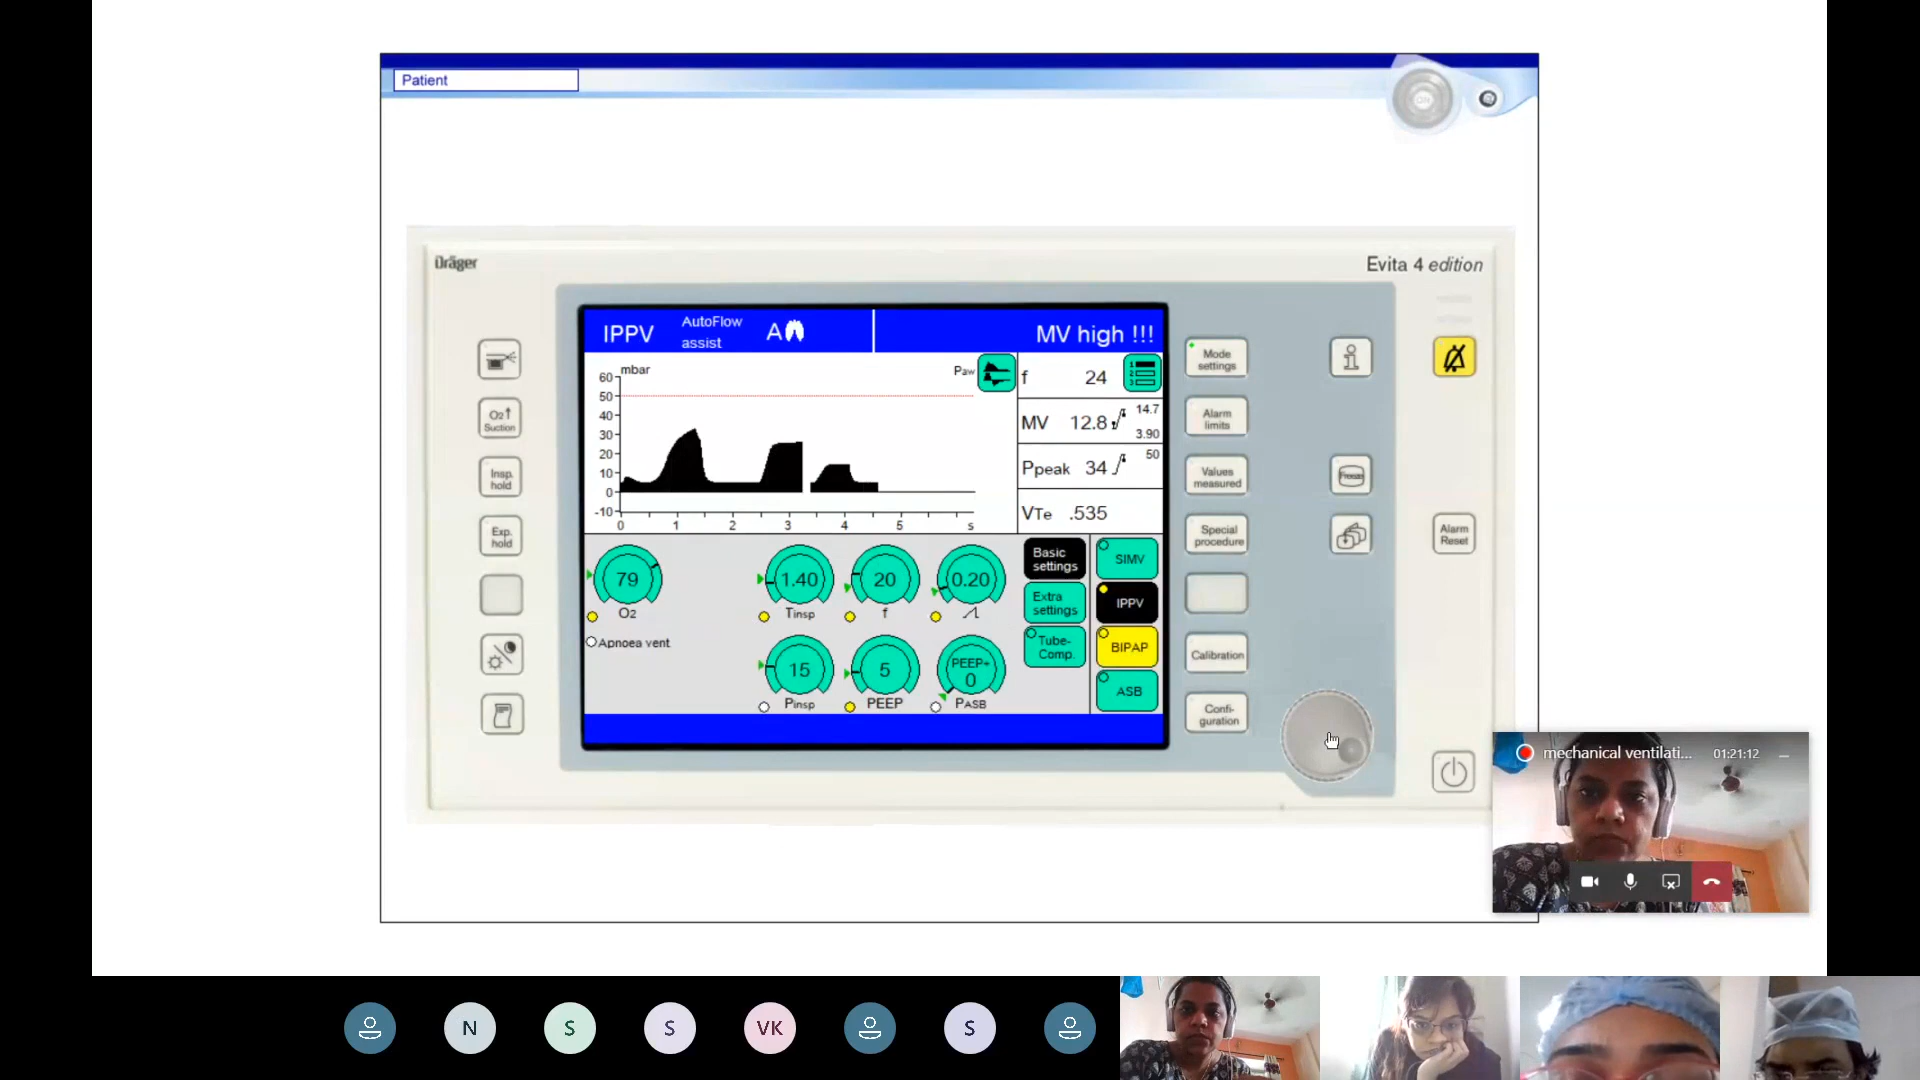 Patient
ON
Dräger
Evita 4 edition
IPPV
AutoFlow
assist
A
MV high !!!
mbar
Paw
60
50
40
30
20
10
0
-10
0 1 2 3 4 5 s
f 24
MV 12.8 14.7
3.90
Ppeak 34 50
VTe .535
79
O2
Apnoea vent
1.40
Tinsp
20
f
0.20
15
Pinsp
5
PEEP
PEEP+
0
PASB
Basic
settings
Extra
settings
Tube-
Comp.
SIMV
IPPV
BIPAP
ASB
O2↑
Suction
Insp.
hold
Exp.
hold
Mode
settings
Alarm
limits
Values
measured
Special
procedure
Calibration
Confi-
guration
i
Freeze
Alarm
Reset
mechanical ventilati...
01:21:12
N
S
S
VK
S